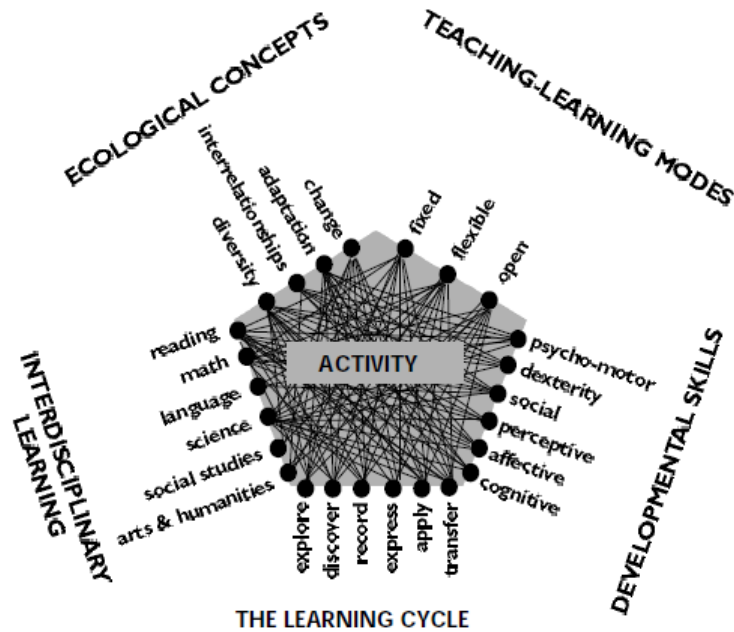 ECOLOGICAL CONCEPTS
diversity
interrelationships
adaptation
change
TEACHING-LEARNING MODES
fixed
flexible
open
INTERDISCIPLINARY
LEARNING
reading
math
language
science
social studies
arts & humanities
ACTIVITY
DEVELOPMENTAL SKILLS
psycho-motor
dexterity
social
perceptive
affective
cognitive
explore
discover
record
express
apply
transfer
THE LEARNING CYCLE